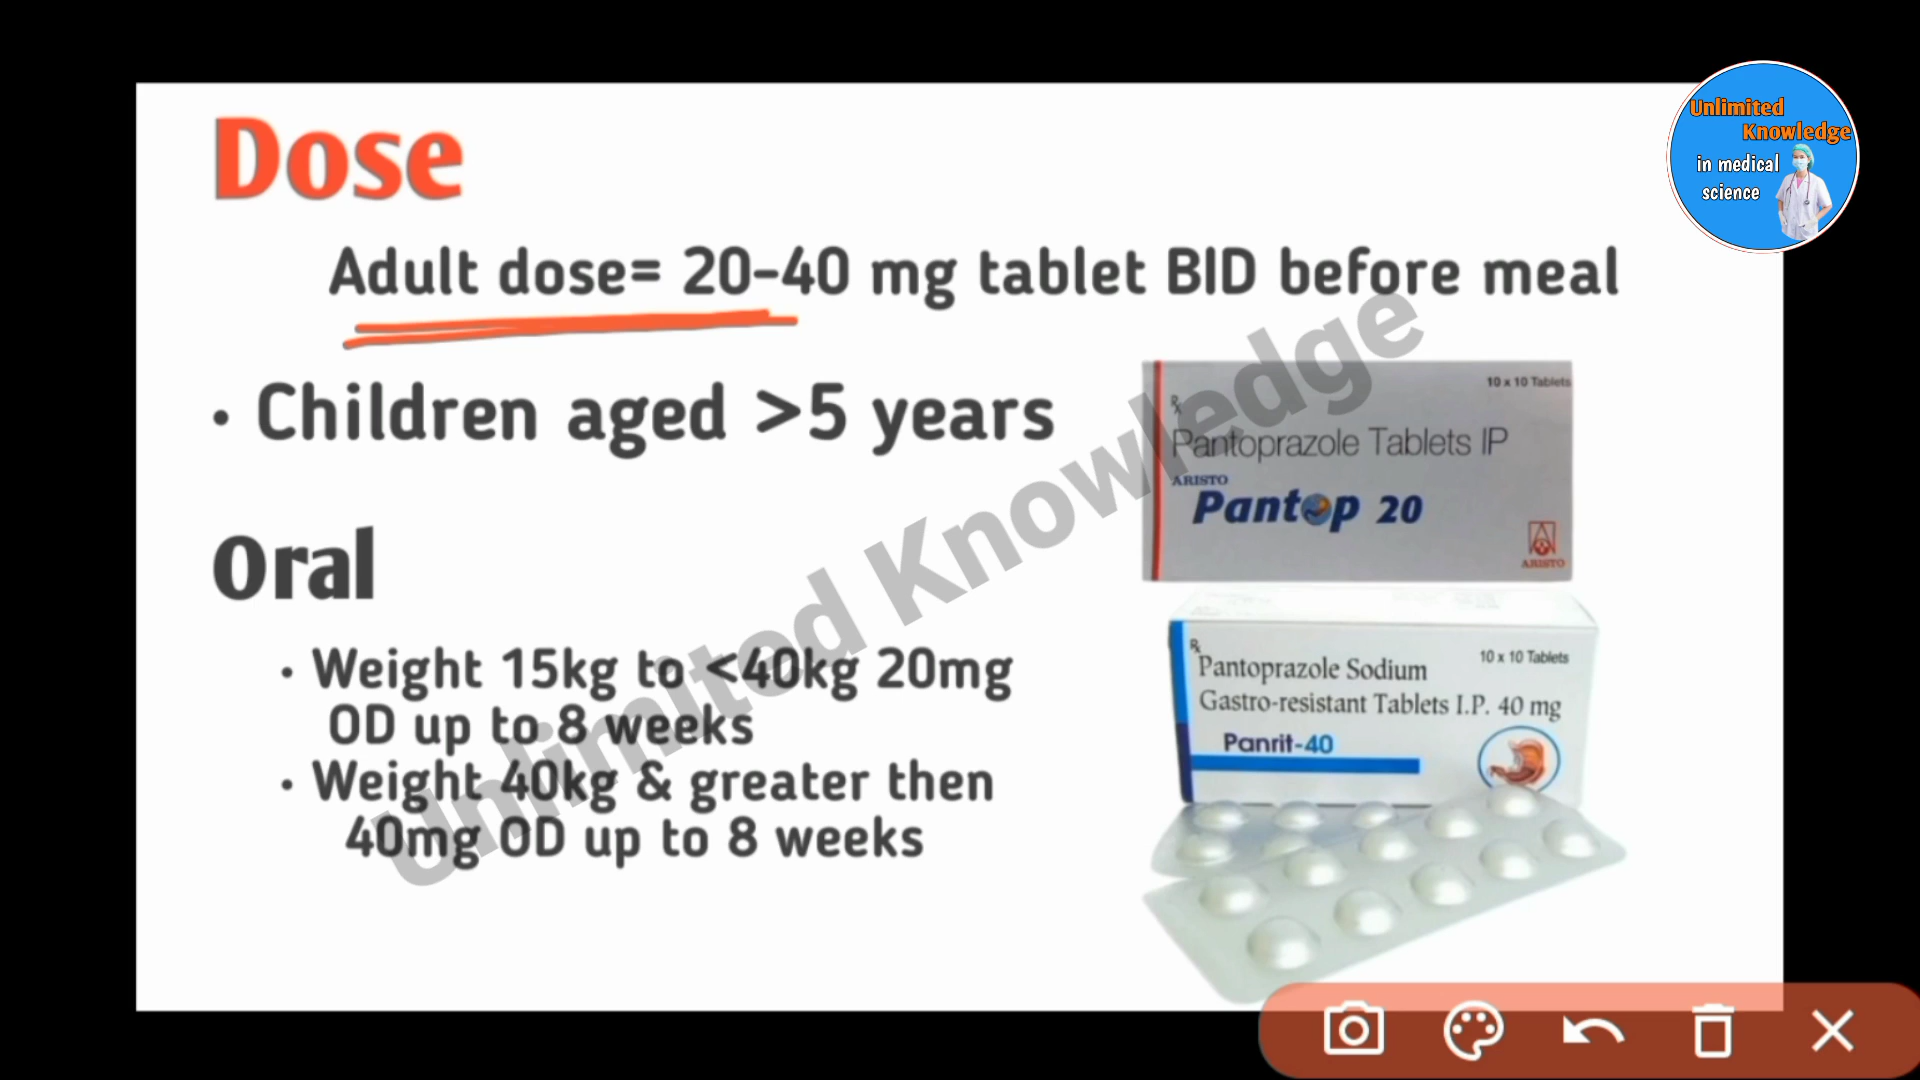 Unlimited
Knowledge
in medical
science
Dose
Adult dose= 20-40 mg tablet BID before meal
• Children aged >5 years
Oral
• Weight 15kg to <40kg 20mg
OD up to 8 weeks
• Weight 40kg & greater then
40mg OD up to 8 weeks
Unlimited Knowledge
10 x 10 Tablets
Rx
Pantoprazole Tablets IP
ARISTO
Pantop 20
ARISTO
Rx
10 x 10 Tablets
Pantoprazole Sodium
Gastro-resistant Tablets I.P. 40 mg
Panrit-40